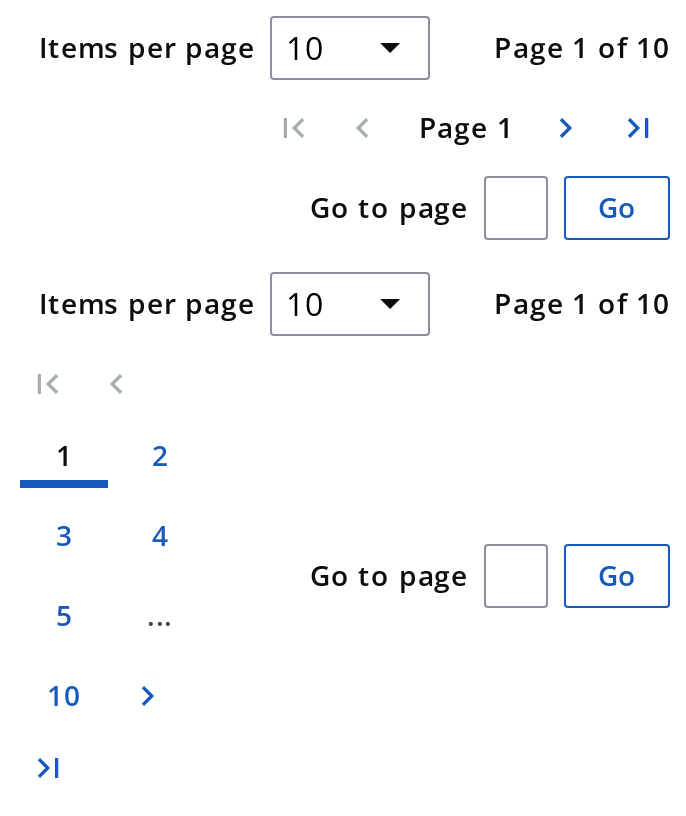 Items per page 10 Page 1 of 10
Page 1
Go to page Go
Items per page 10 Page 1 of 10
1 2
3 4
Go to page Go
5 ...
10